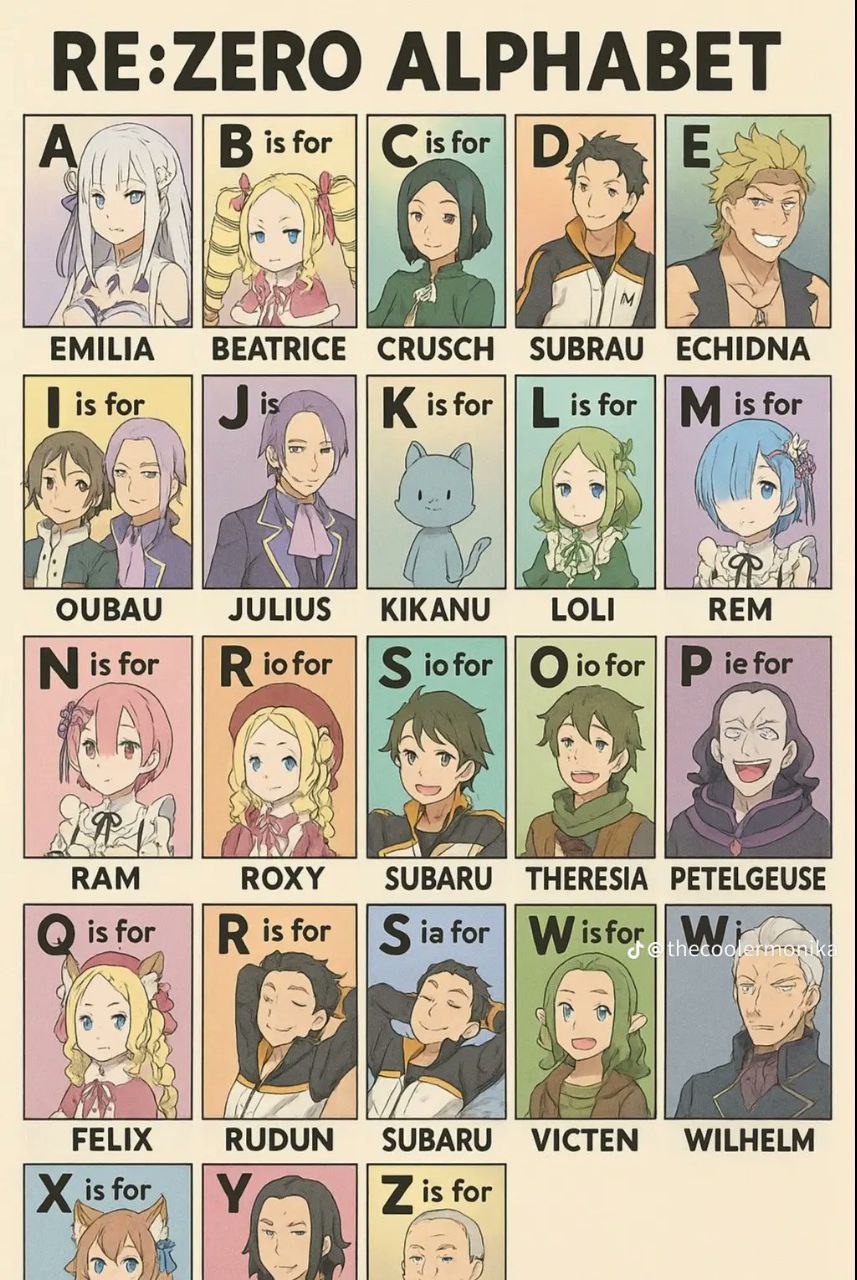 RE:ZERO ALPHABET
A
B is for
C is for
D
E
EMILIA
BEATRICE
CRUSCH
SUBRAU
ECHIDNA
I is for
J is
K is for
L is for
M is for
OUBAU
JULIUS
KIKANU
LOLI
REM
N is for
R io for
S io for
O io for
P ie for
RAM
ROXY
SUBARU
THERESIA
PETELGEUSE
Q is for
R is for
S ia for
W is for
W i
@thecoolermonika
FELIX
RUDUN
SUBARU
VICTEN
WILHELM
X is for
Y
Z is for